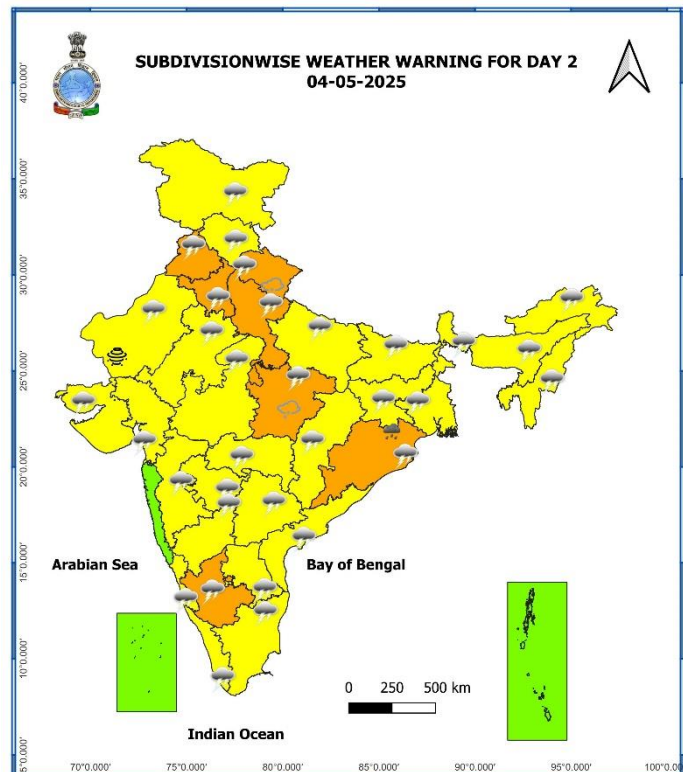 SUBDIVISIONWISE WEATHER WARNING FOR DAY 2
04-05-2025
40°0.000'
35°0.000'
30°0.000'
25°0.000'
20°0.000'
15°0.000'
10°0.000'
5°0.000'
Arabian Sea
Bay of Bengal
0 250 500 km
Indian Ocean
70°0.000' 75°0.000' 80°0.000' 85°0.000' 90°0.000' 95°0.000' 100°0.0